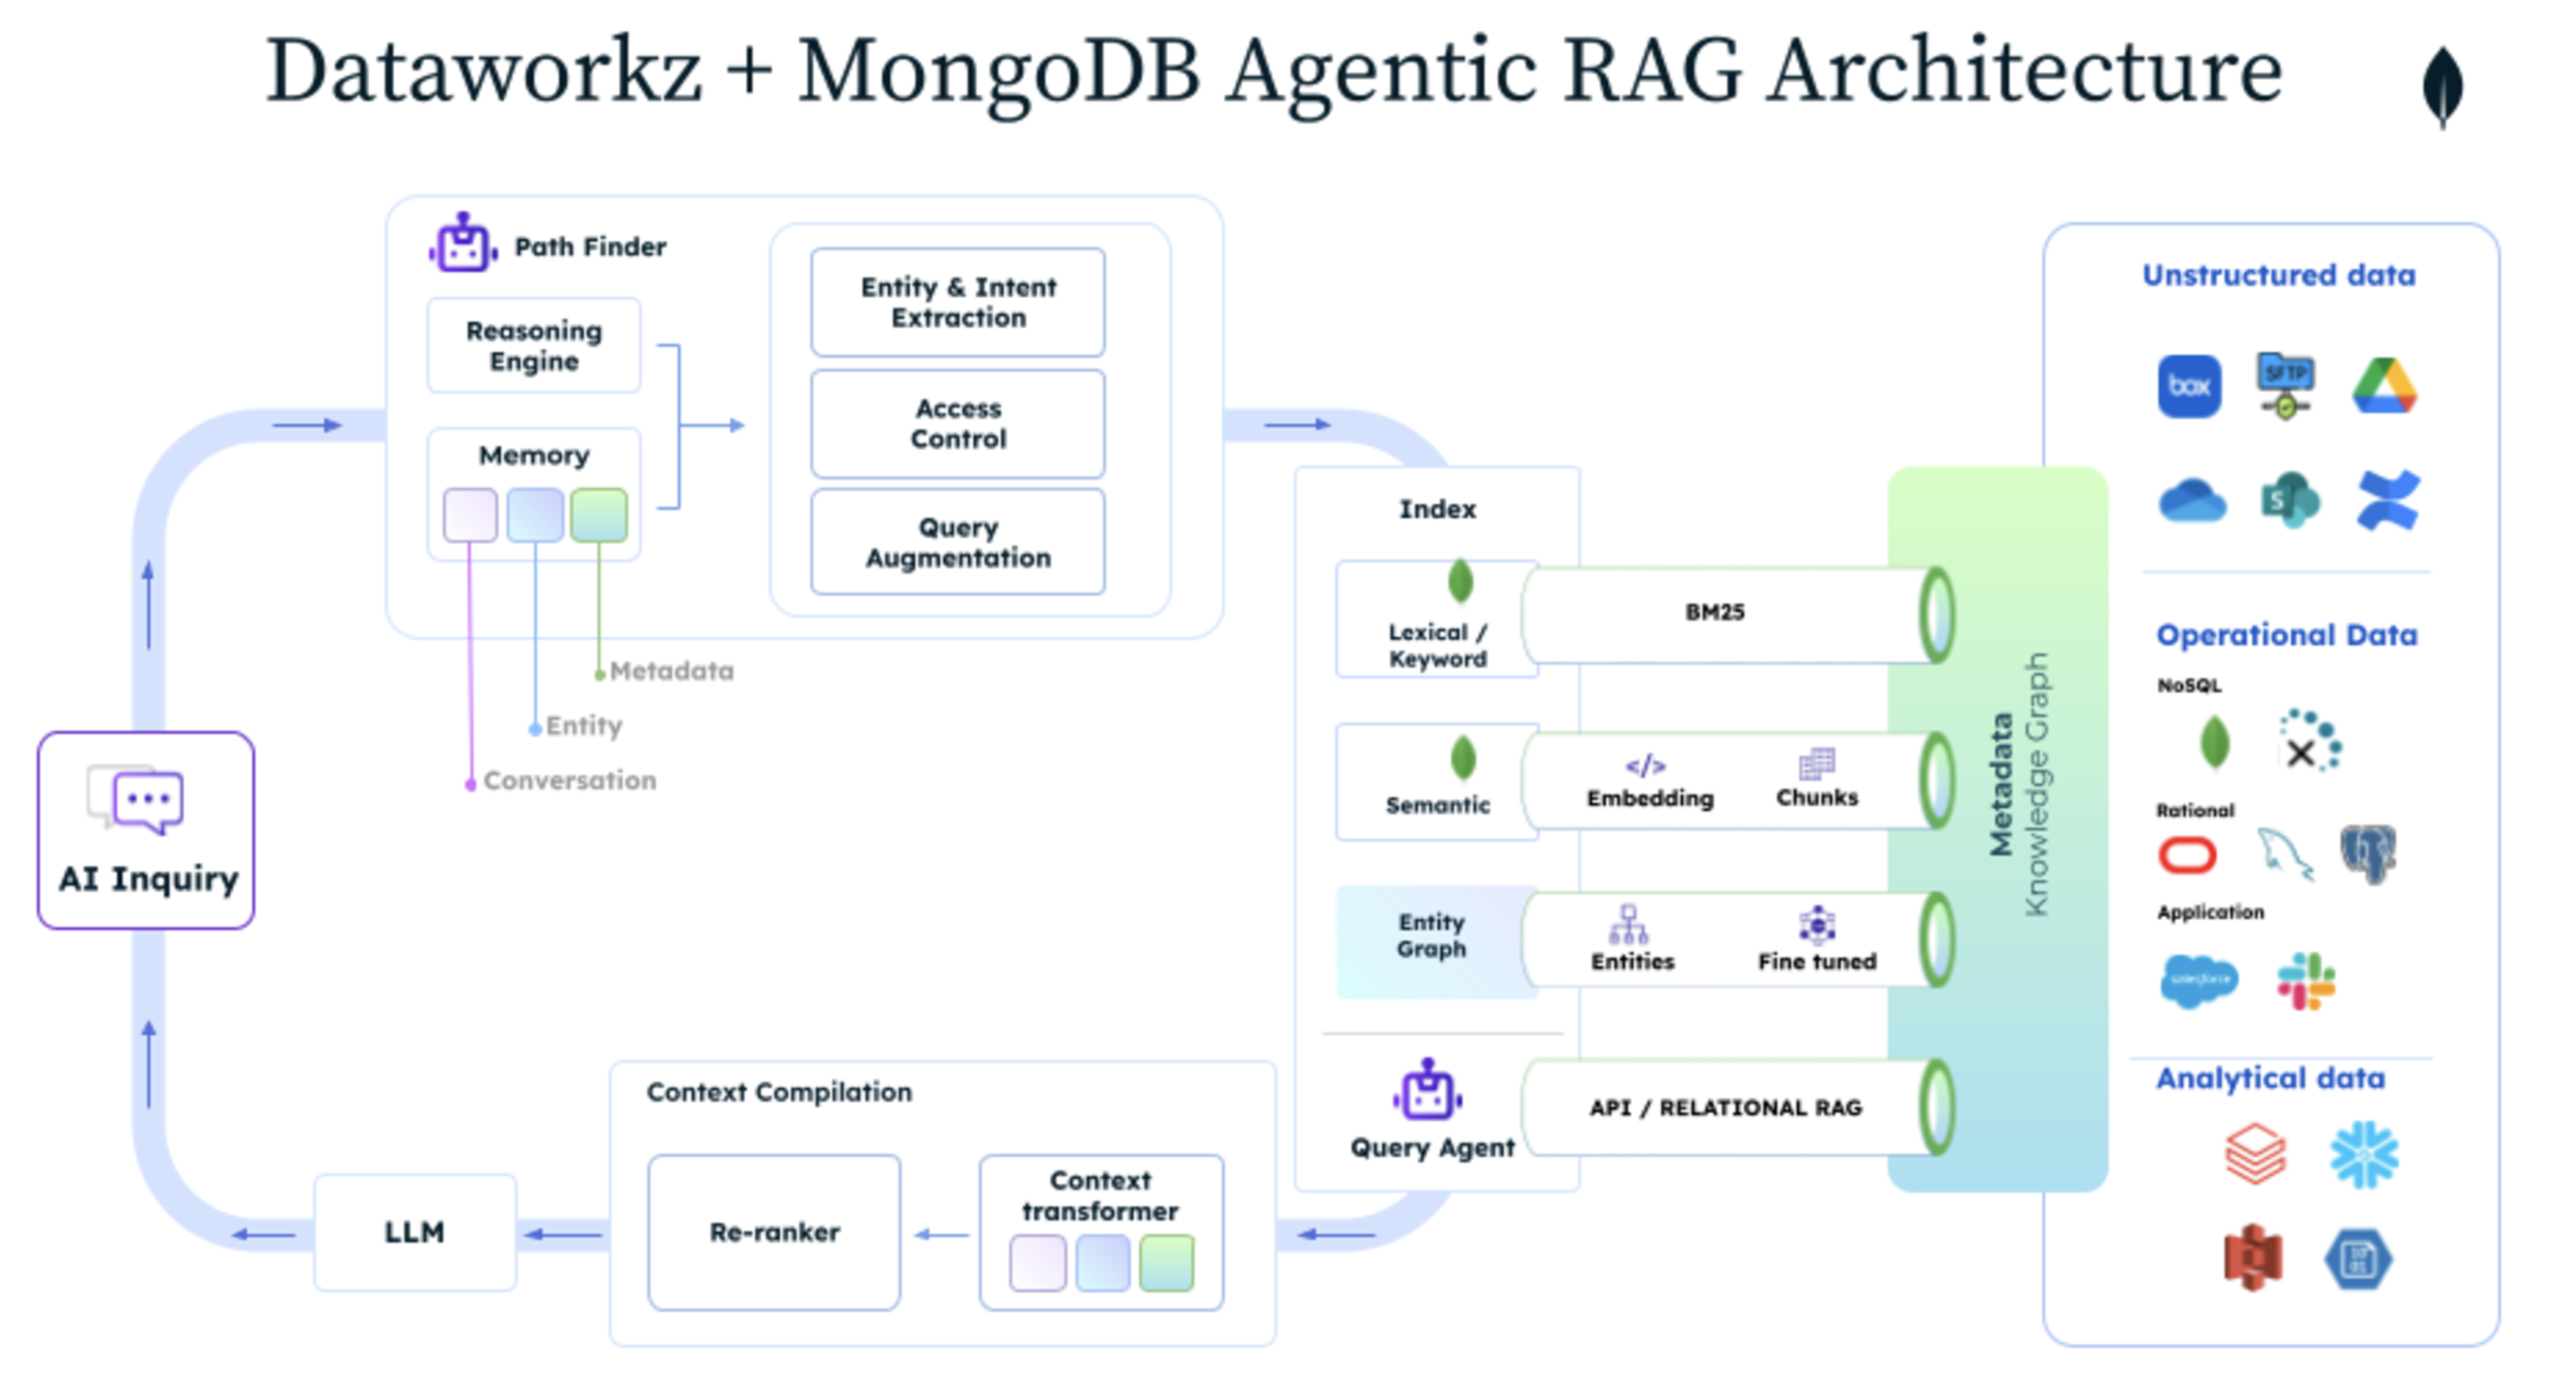 Dataworkz + MongoDB Agentic RAG Architecture
Path Finder
Reasoning
Engine
Memory
Entity & Intent
Extraction
Access
Control
Query
Augmentation
Metadata
Entity
Conversation
AI Inquiry
Index
Lexical /
Keyword
BM25
Semantic
Embedding
Chunks
Entity
Graph
Entities
Fine tuned
Query Agent
API / RELATIONAL RAG
Metadata
Knowledge Graph
Unstructured data
box
SFTP
S
Operational Data
NoSQL
Rational
Application
salesforce
Analytical data
10
01
Context Compilation
Context
transformer
Re-ranker
LLM